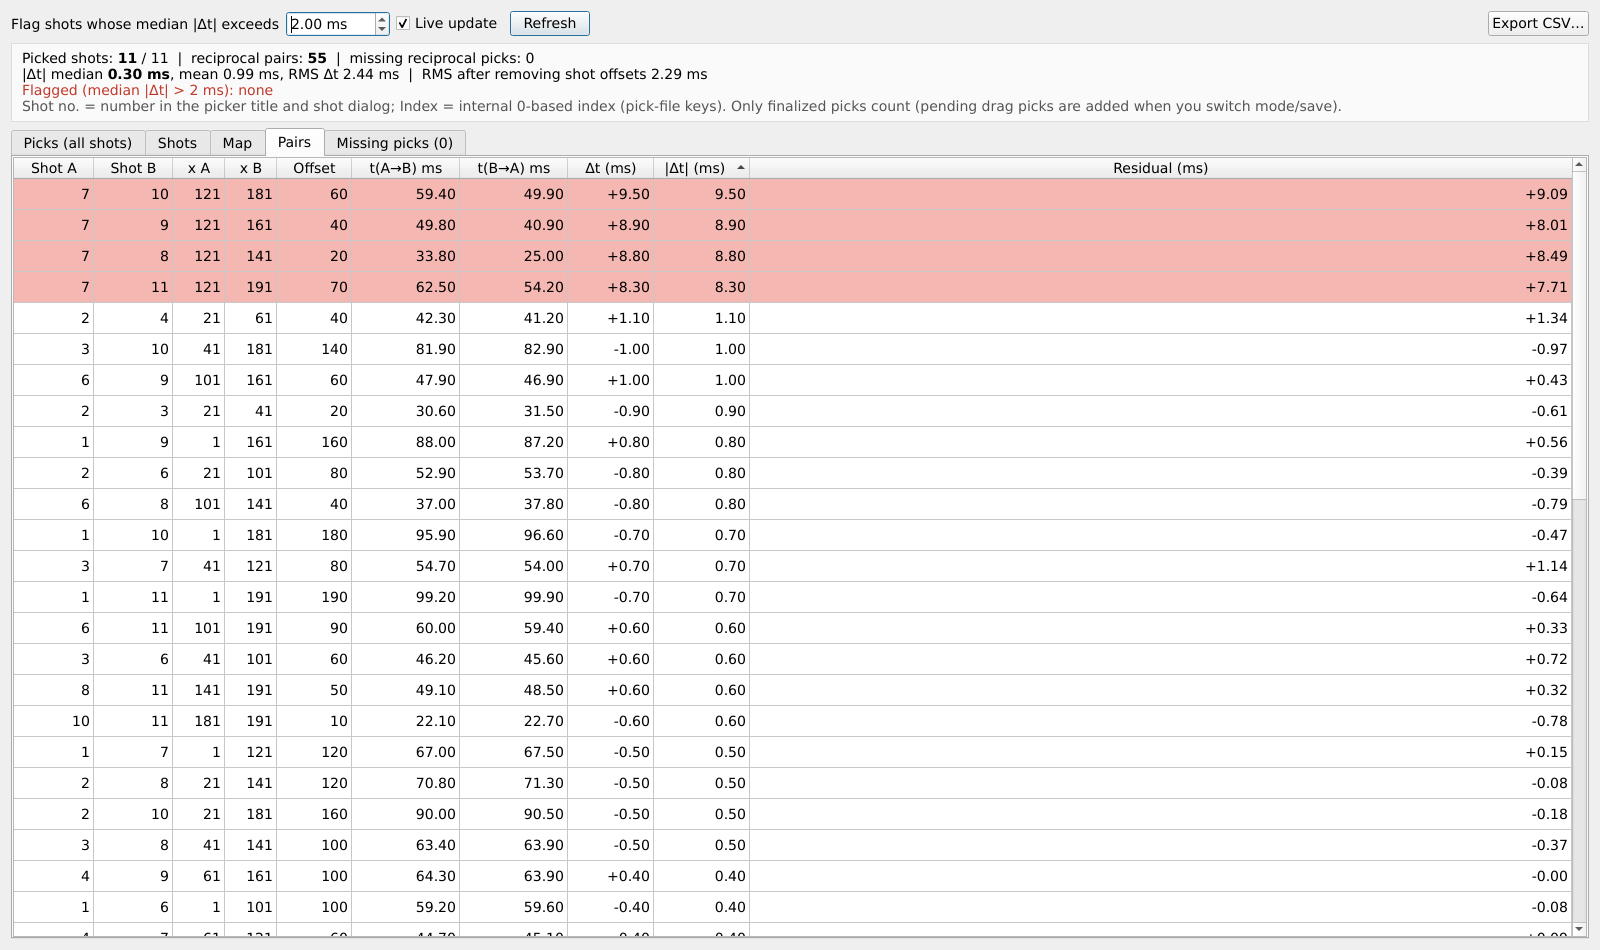 Flag shots whose median |Δt| exceeds 2.00 ms Live update Refresh Export CSV...
Picked shots: 11 / 11 | reciprocal pairs: 55 | missing reciprocal picks: 0
|Δt| median 0.30 ms, mean 0.99 ms, RMS Δt 2.44 ms | RMS after removing shot offsets 2.29 ms
Flagged (median |Δt| > 2 ms): none
Shot no. = number in the picker title and shot dialog; Index = internal 0-based index (pick-file keys). Only finalized picks count (pending drag picks are added when you switch mode/save).
Picks (all shots) Shots Map Pairs Missing picks (0)
Shot A Shot B x A x B Offset t(A→B) ms t(B→A) ms Δt (ms) |Δt| (ms) Residual (ms)
7 10 121 181 60 59.40 49.90 +9.50 9.50 +9.09
7 9 121 161 40 49.80 40.90 +8.90 8.90 +8.01
7 8 121 141 20 33.80 25.00 +8.80 8.80 +8.49
7 11 121 191 70 62.50 54.20 +8.30 8.30 +7.71
2 4 21 61 40 42.30 41.20 +1.10 1.10 +1.34
3 10 41 181 140 81.90 82.90 -1.00 1.00 -0.97
6 9 101 161 60 47.90 46.90 +1.00 1.00 +0.43
2 3 21 41 20 30.60 31.50 -0.90 0.90 -0.61
1 9 1 161 160 88.00 87.20 +0.80 0.80 +0.56
2 6 21 101 80 52.90 53.70 -0.80 0.80 -0.39
6 8 101 141 40 37.00 37.80 -0.80 0.80 -0.79
1 10 1 181 180 95.90 96.60 -0.70 0.70 -0.47
3 7 41 121 80 54.70 54.00 +0.70 0.70 +1.14
1 11 1 191 190 99.20 99.90 -0.70 0.70 -0.64
6 11 101 191 90 60.00 59.40 +0.60 0.60 +0.33
3 6 41 101 60 46.20 45.60 +0.60 0.60 +0.72
8 11 141 191 50 49.10 48.50 +0.60 0.60 +0.32
10 11 181 191 10 22.10 22.70 -0.60 0.60 -0.78
1 7 1 121 120 67.00 67.50 -0.50 0.50 +0.15
2 8 21 141 120 70.80 71.30 -0.50 0.50 -0.08
2 10 21 181 160 90.00 90.50 -0.50 0.50 -0.18
3 8 41 141 100 63.40 63.90 -0.50 0.50 -0.37
4 9 61 161 100 64.30 63.90 +0.40 0.40 -0.00
1 6 1 101 100 59.20 59.60 -0.40 0.40 -0.08